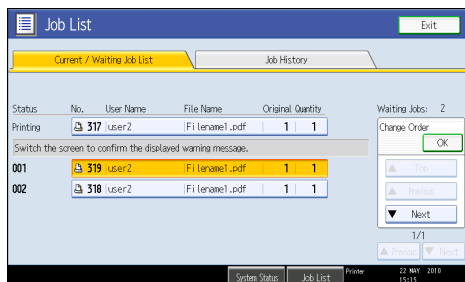 Job List
Exit
Current / Waiting Job List
Job History
Status No. User Name File Name Original Quantity
Waiting Jobs: 2
Printing 317 user2 Filename1.pdf 1 1
Change Order
OK
Switch the screen to confirm the displayed warning message.
001 319 user2 Filename1.pdf 1 1
▲ Top
002 318 user2 Filename1.pdf 1 1
▲ Previous
▼ Next
1/1
▲ Previous ▼ Next
System Status Job List Printer 22 MAY 2010
15:15